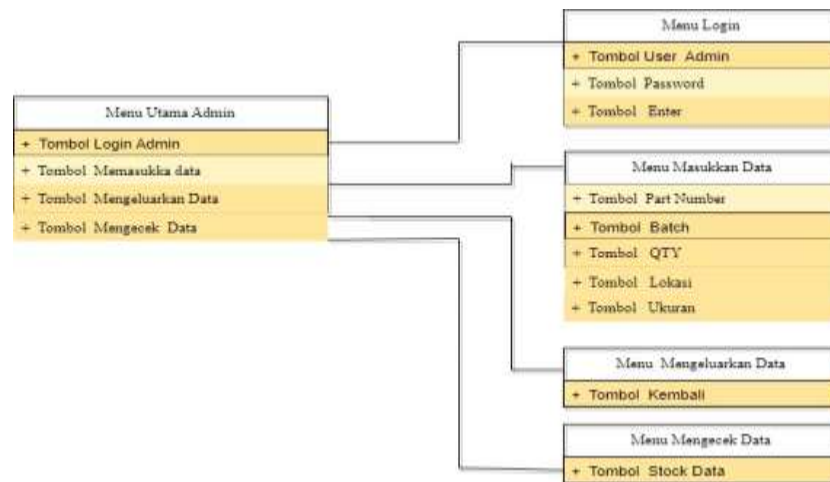 Menu Utama Admin
+ Tombol Login Admin
+ Tombol Memasukka data
+ Tombol Mengeluarkan Data
+ Tombol Mengecek Data
Menu Login
+ Tombol User Admin
+ Tombol Password
+ Tombol Enter
Menu Masukkan Data
+ Tombol Part Number
+ Tombol Batch
+ Tombol QTY
+ Tombol Lokasi
+ Tombol Ukuran
Menu Mengeluarkan Data
+ Tombol Kembali
Menu Mengecek Data
+ Tombol Stock Data